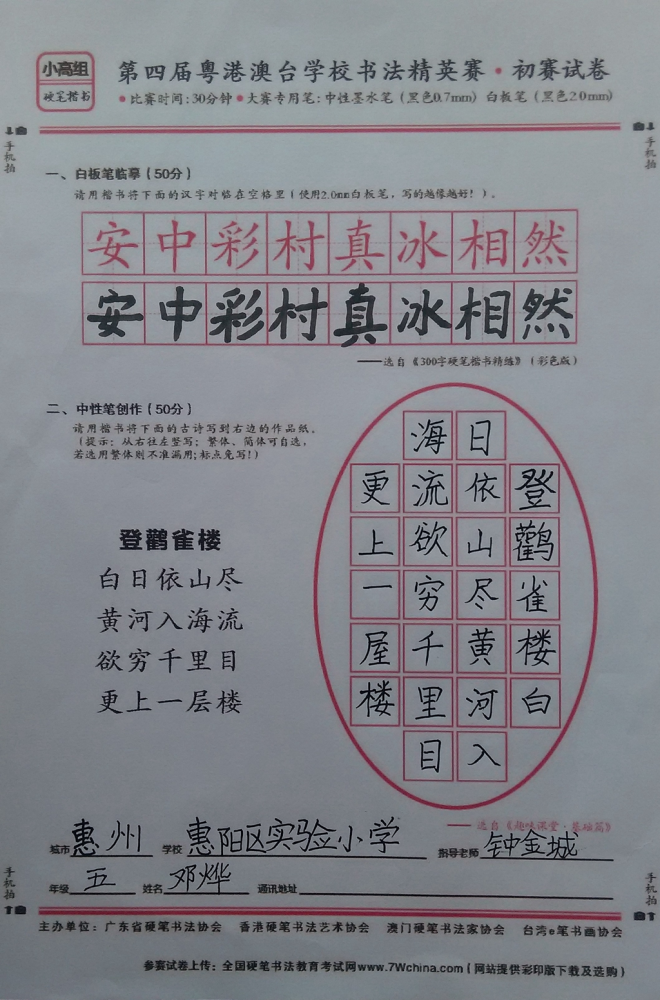 小高组
硬笔楷书
第四届粤港澳台学校书法精英赛·初赛试卷
•比赛时间:30分钟•大赛专用笔:中性墨水笔(黑色0.7mm) 白板笔(黑色2.0mm)
手机拍
手机拍
一、白板笔临摹(50分)
请用楷书将下面的汉字对临在空格里(使用2.0mm白板笔,写的越像越好!)。
安中彩村真冰相然
安中彩村真冰相然
——选自《300字硬笔楷书精练》(彩色版)
二、中性笔创作(50分)
请用楷书将下面的古诗写到右边的作品纸。
(提示:从右往左竖写;繁体、简体可自选,
若选用繁体则不准漏用;标点免写!)
登鹳雀楼
白日依山尽
黄河入海流
欲穷千里目
更上一层楼
登鹳雀楼白
日依山尽黄河入
海流欲穷千里目
更上一屋楼
——选自《趣味课堂·基础篇》
城市 惠州 学校 惠阳区实验小学 指导老师 钟金城
年级 五 姓名 邓烨 通讯地址
手机拍
手机拍
主办单位:广东省硬笔书法协会 香港硬笔书法艺术协会 澳门硬笔书法家协会 台湾e笔书画协会
参赛试卷上传:全国硬笔书法教育考试网www.7Wchina.com(网站提供彩印版下载及选购)